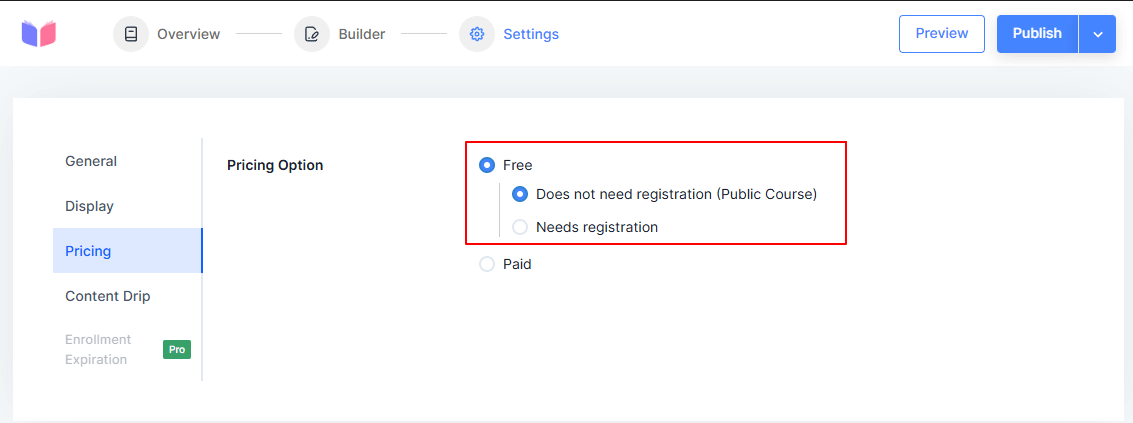 Overview
Builder
Settings
Preview
Publish
General
Display
Pricing
Content Drip
Enrollment
Expiration
Pro
Pricing Option
Free
Does not need registration (Public Course)
Needs registration
Paid